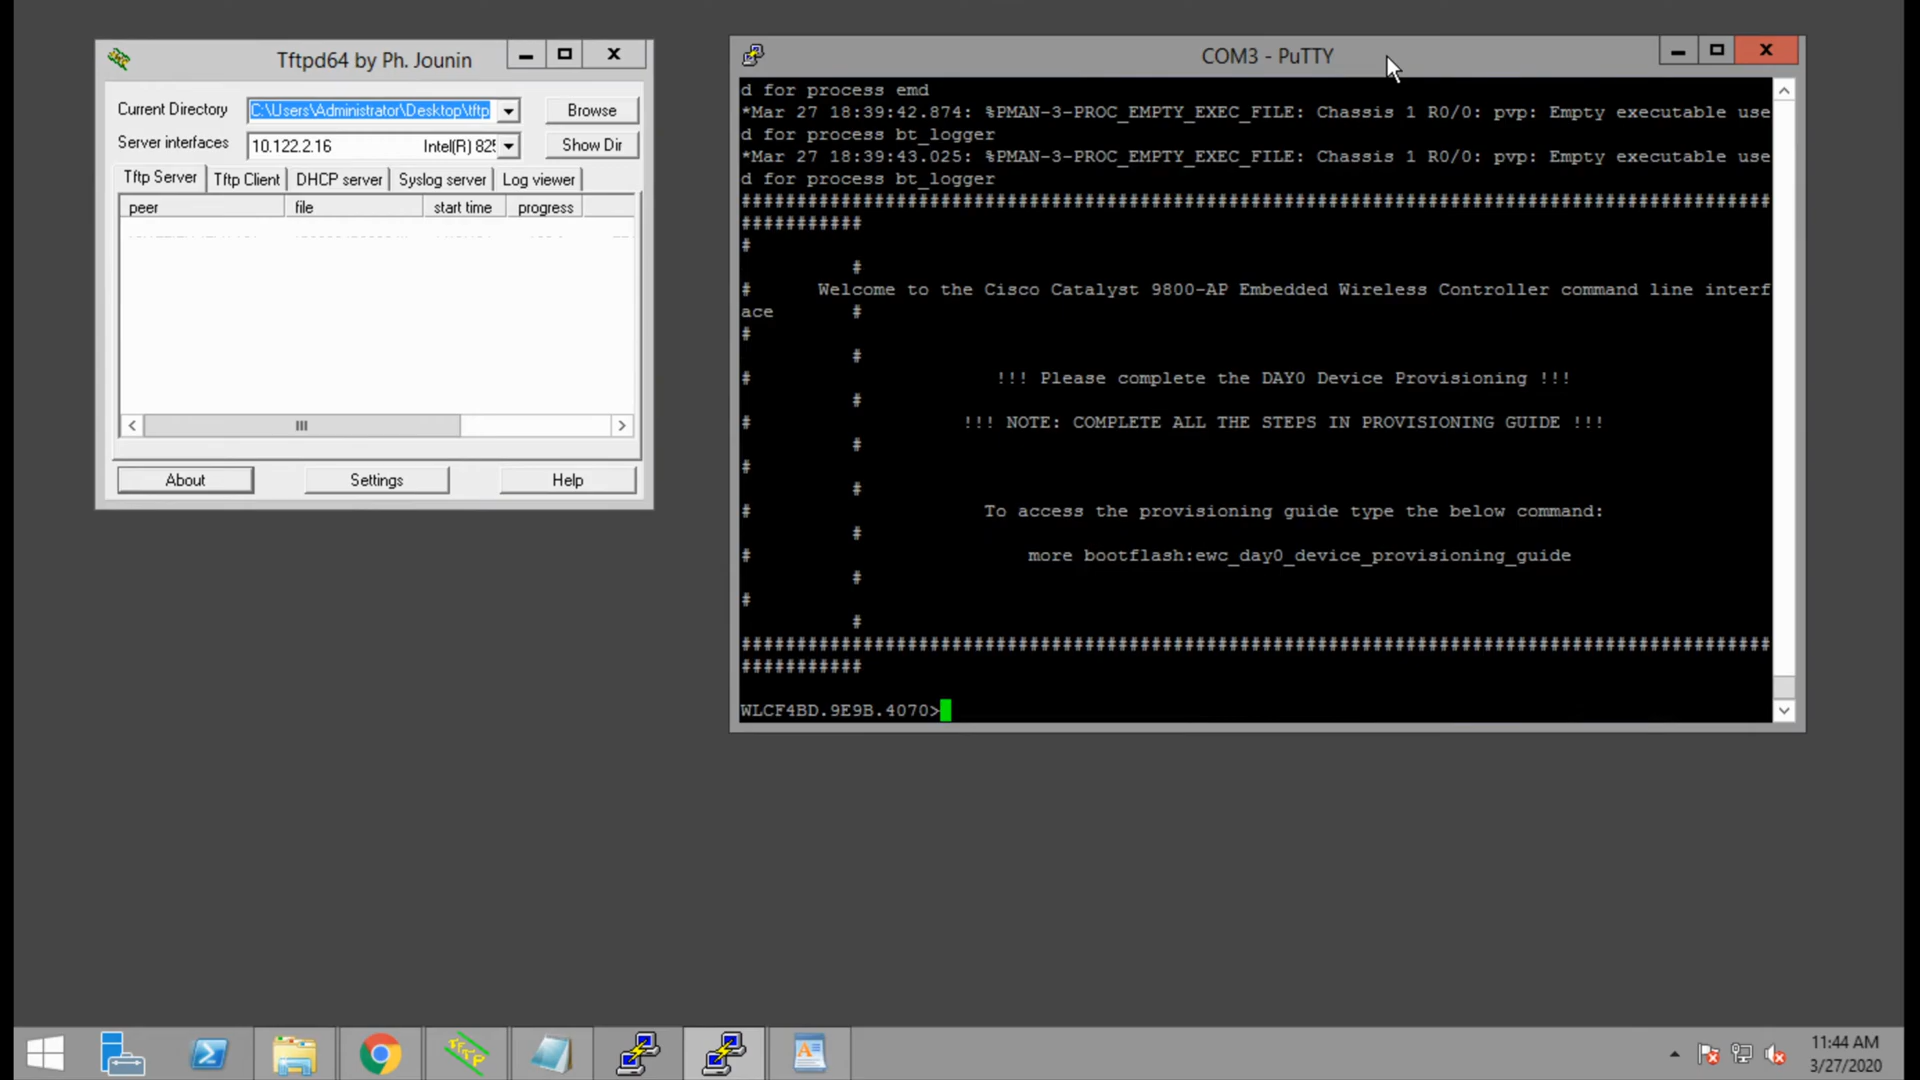 Tftpd64 by Ph. Jounin
Current Directory
C:\Users\Administrator\Desktop\tftp
Browse
Server interfaces
10.122.2.16 Intel(R) 825
Show Dir
Tftp Server
Tftp Client
DHCP server
Syslog server
Log viewer
peer
file
start time
progress
About
Settings
Help
COM3 - PuTTY
d for process emd
*Mar 27 18:39:42.874: %PMAN-3-PROC_EMPTY_EXEC_FILE: Chassis 1 R0/0: pvp: Empty executable use
d for process bt_logger
*Mar 27 18:39:43.025: %PMAN-3-PROC_EMPTY_EXEC_FILE: Chassis 1 R0/0: pvp: Empty executable use
d for process bt_logger
#############################################################################################
###########
#
#
# Welcome to the Cisco Catalyst 9800-AP Embedded Wireless Controller command line interf
ace #
#
#
# !!! Please complete the DAY0 Device Provisioning !!!
#
# !!! NOTE: COMPLETE ALL THE STEPS IN PROVISIONING GUIDE !!!
#
#
#
# To access the provisioning guide type the below command:
#
# more bootflash:ewc_day0_device_provisioning_guide
#
#
#
#############################################################################################
###########
WLCF4BD.9E9B.4070>
11:44 AM
3/27/2020